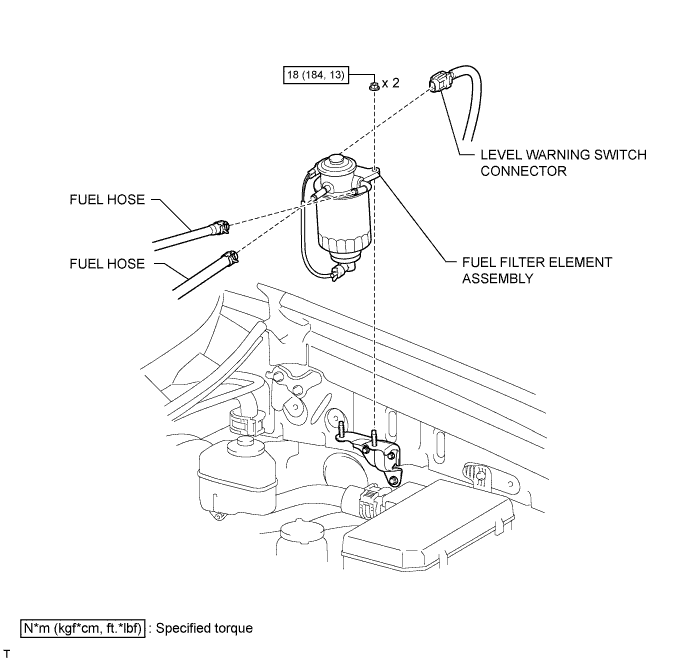 18 (184, 13)
x 2
LEVEL WARNING SWITCH
CONNECTOR
FUEL HOSE
FUEL HOSE
FUEL FILTER ELEMENT
ASSEMBLY
N*m (kgf*cm, ft.*lbf) : Specified torque
T